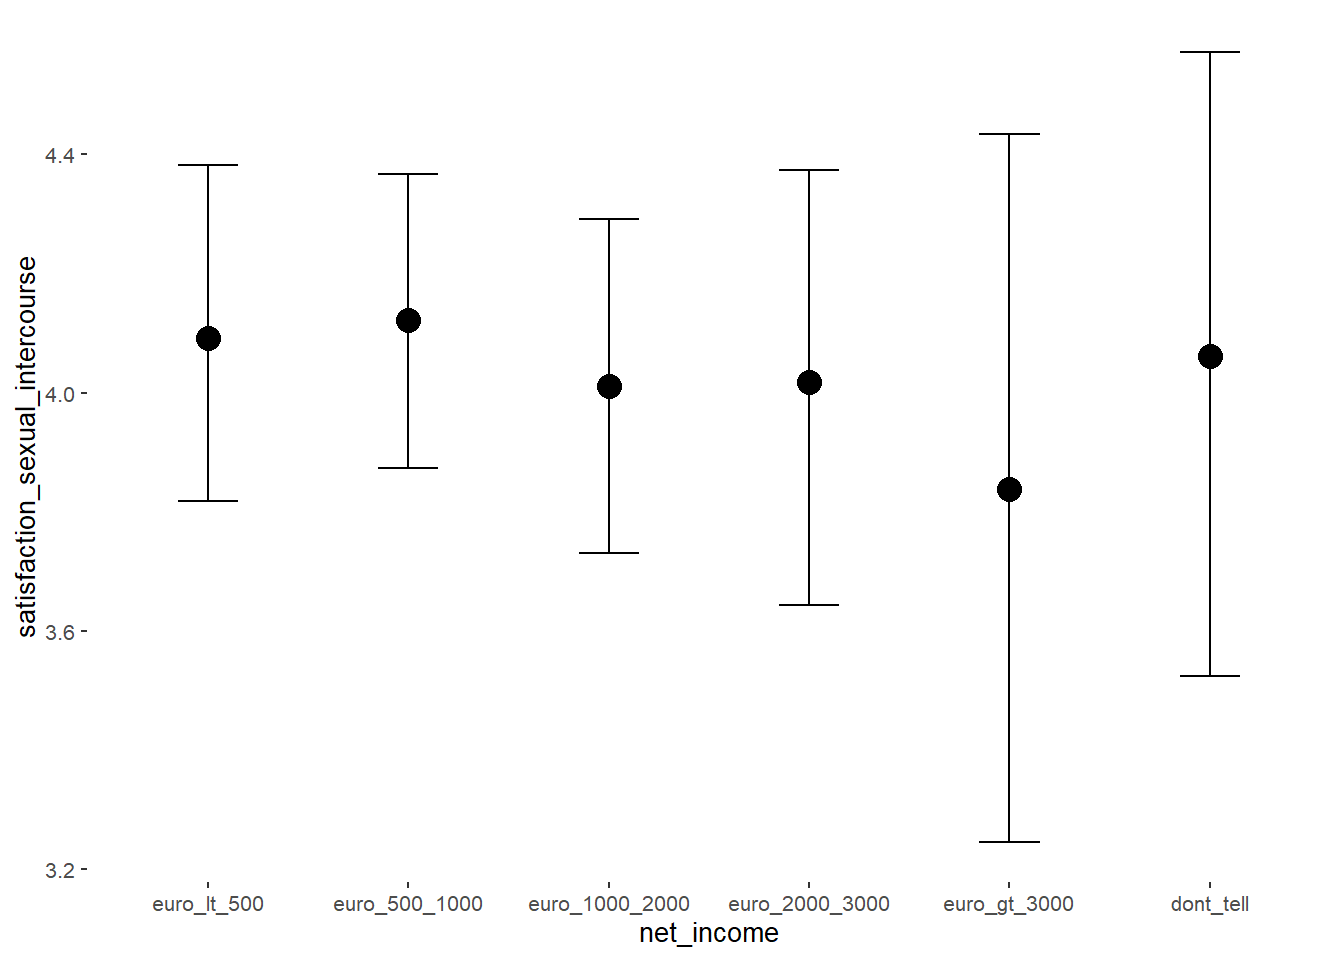 satisfaction_sexual_intercourse
4.4
4.0
3.6
3.2
euro_lt_500 euro_500_1000 euro_1000_2000 euro_2000_3000 euro_gt_3000 dont_tell
net_income